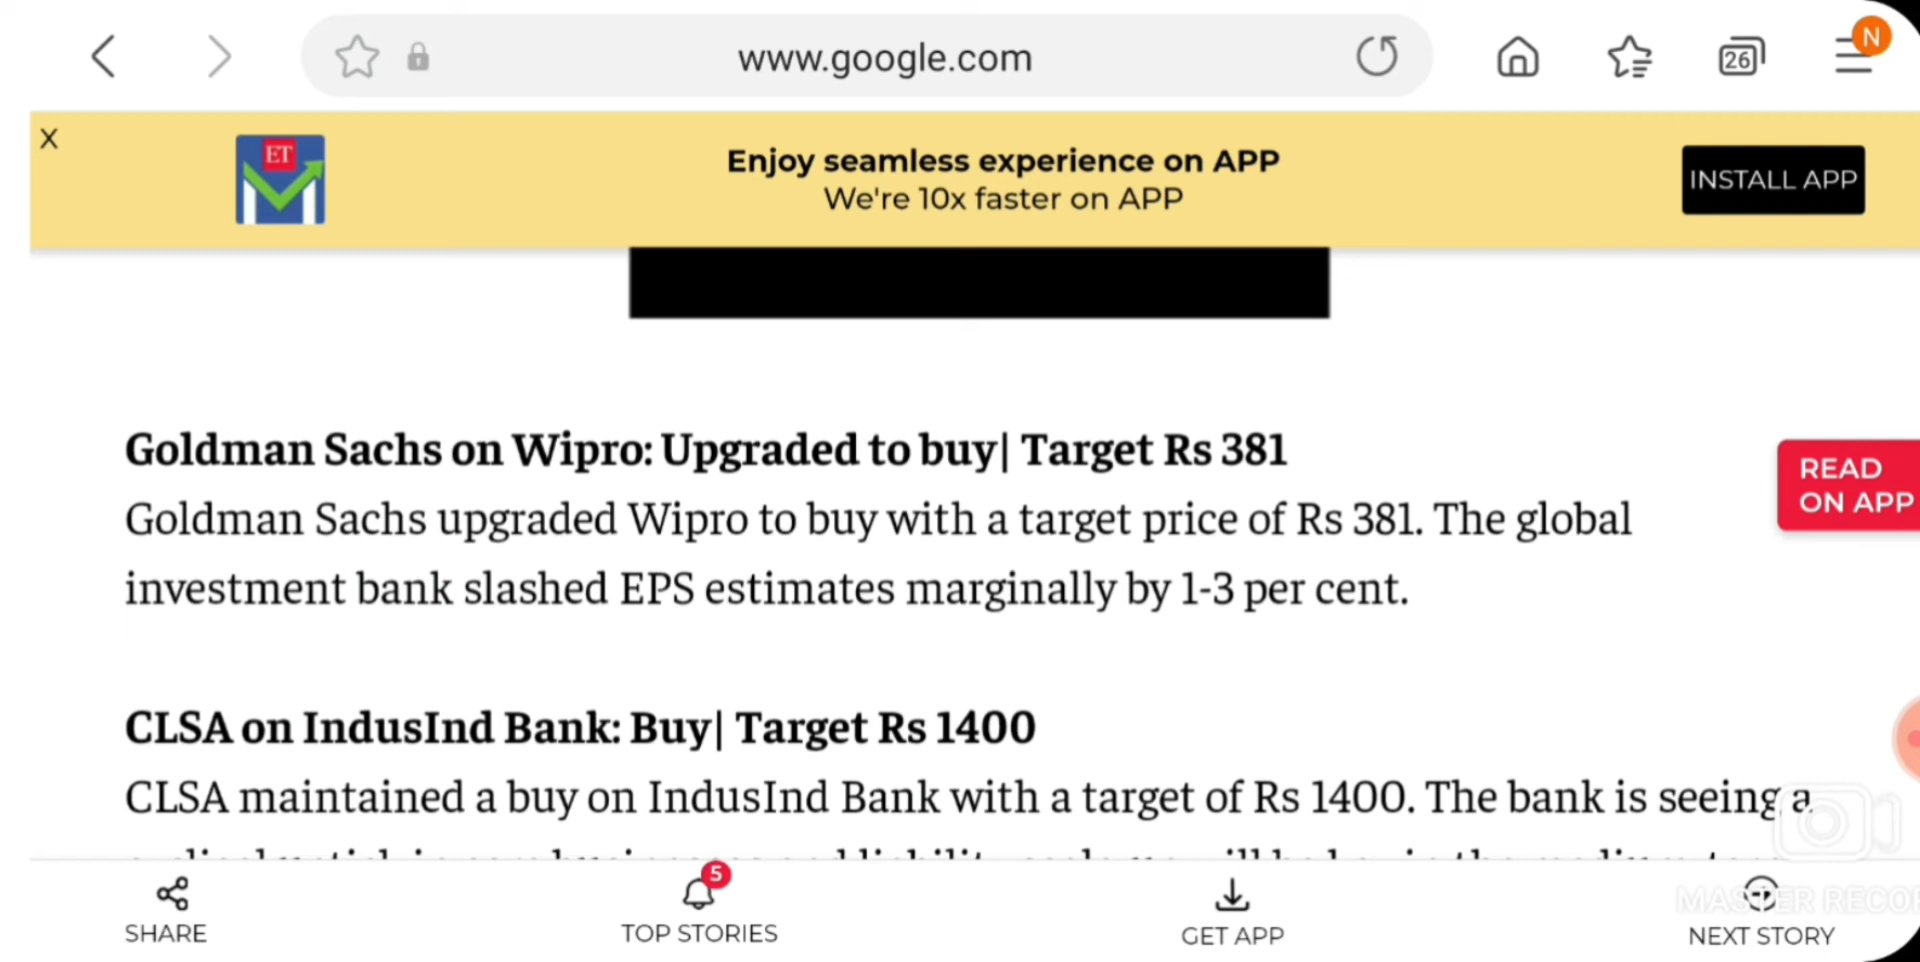 www.google.com
26
N
X
ET
Enjoy seamless experience on APP
We're 10x faster on APP
INSTALL APP
Goldman Sachs on Wipro: Upgraded to buy| Target Rs 381
Goldman Sachs upgraded Wipro to buy with a target price of Rs 381. The global
investment bank slashed EPS estimates marginally by 1-3 per cent.
READ
ON APP
CLSA on IndusInd Bank: Buy| Target Rs 1400
CLSA maintained a buy on IndusInd Bank with a target of Rs 1400. The bank is seeing a
5
SHARE
TOP STORIES
GET APP
NEXT STORY
MASTER RECOR